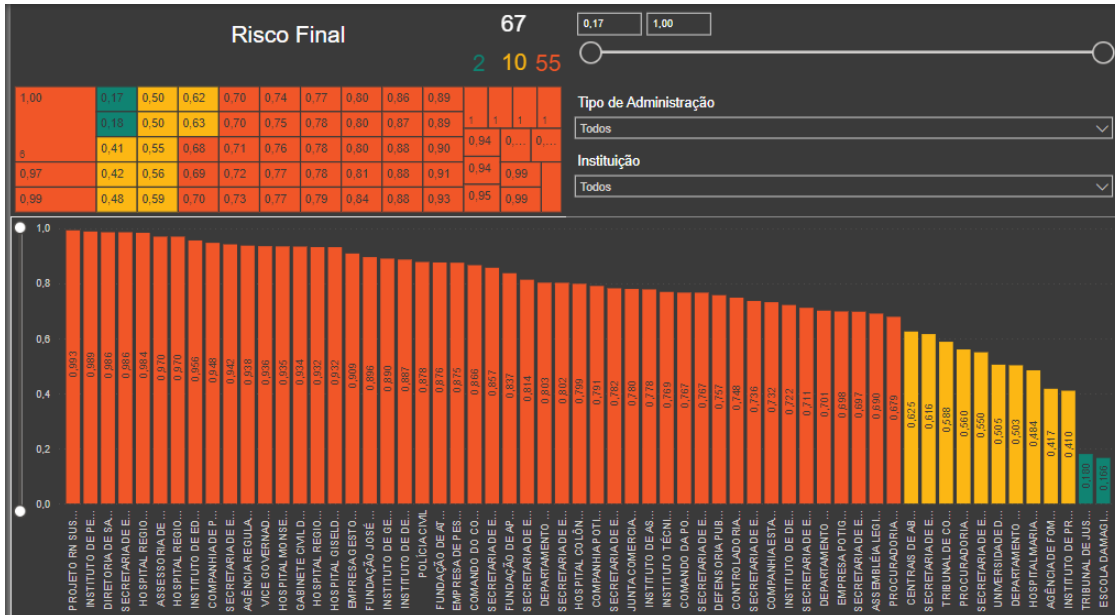 Risco Final
67
2 10 55
0,17 1,00
Tipo de Administração
Todos
Instituição
Todos
1,00 0,17 0,50 0,62 0,70 0,74 0,77 0,80 0,86 0,89
0,18 0,50 0,63 0,70 0,75 0,78 0,80 0,87 0,89 1 1 1 1
6 0,41 0,55 0,68 0,71 0,76 0,78 0,80 0,88 0,90 0,94 0,... 0,...
0,97 0,42 0,56 0,69 0,72 0,77 0,78 0,81 0,88 0,91 0,94 0,99
0,99 0,48 0,59 0,70 0,73 0,77 0,79 0,84 0,88 0,93 0,95 0,99
1,0
0,8
0,6
0,4
0,2
0,0
0,993 0,989 0,986 0,986 0,984 0,970 0,970 0,956 0,948 0,942 0,938 0,936 0,935 0,934 0,932 0,932 0,909 0,896 0,890 0,887 0,878 0,876 0,875 0,866 0,857 0,837 0,814 0,803 0,802 0,799 0,791 0,782 0,780 0,778 0,769 0,767 0,767 0,757 0,748 0,736 0,732 0,722 0,711 0,701 0,698 0,697 0,690 0,679 0,625 0,616 0,588 0,560 0,550 0,505 0,503 0,484 0,417 0,410 0,180 0,166
PROJETO RN SUS...
INSTITUTO DE PE...
DIRETORIA DE SA...
SECRETARIA DE E...
HOSPITAL REGIO...
ASSESSORIA DE ...
HOSPITAL REGIO...
INSTITUTO DE ED...
COMPANHIA DE P...
SECRETARIA DE E...
AGÊNCIA REGULA...
VICE GOVERNAD...
HOSPITAL MONSE...
GABINETE CIVIL D...
HOSPITAL REGIO...
HOSPITAL GISELD...
EMPRESA GESTO...
FUNDAÇÃO JOSÉ ...
INSTITUTO DE GE...
INSTITUTO DE DE...
POLÍCIA CIVIL
FUNDAÇÃO DE AT...
EMPRESA DE PES...
COMANDO DO CO...
SECRETARIA DE E...
FUNDAÇÃO DE AP...
SECRETARIA DE E...
DEPARTAMENTO ...
SECRETARIA DE E...
HOSPITAL COLÔN...
COMPANHIA POTI...
SECRETARIA DE E...
JUNTA COMERCIA...
INSTITUTO DE AS...
INSTITUTO TÉCNI...
COMANDO DA PO...
SECRETARIA DE E...
DEFENSORIA PUB...
CONTROLADORIA...
SECRETARIA DE E...
COMPANHIA ESTA...
INSTITUTO DE DE...
SECRETARIA DE E...
DEPARTAMENTO ...
EMPRESA POTIG...
SECRETARIA DE E...
ASSEMBLÉIA LEGI...
PROCURADORIA...
CENTRAIS DE AB...
SECRETARIA DE E...
TRIBUNAL DE CO...
PROCURADORIA...
SECRETARIA DE E...
UNIVERSIDADE D...
DEPARTAMENTO ...
HOSPITAL MARIA...
AGÊNCIA DE FOM...
INSTITUTO DE PR...
TRIBUNAL DE JUS...
ESCOLA DA MAGI...